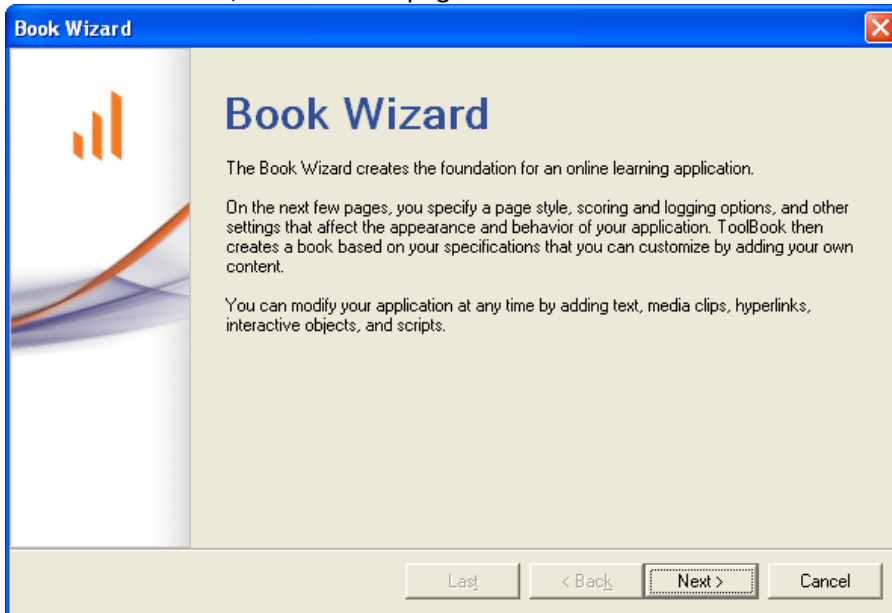 Book Wizard
Book Wizard
The Book Wizard creates the foundation for an online learning application.
On the next few pages, you specify a page style, scoring and logging options, and other
settings that affect the appearance and behavior of your application. ToolBook then
creates a book based on your specifications that you can customize by adding your own
content.
You can modify your application at any time by adding text, media clips, hyperlinks,
interactive objects, and scripts.
Last < Back Next > Cancel